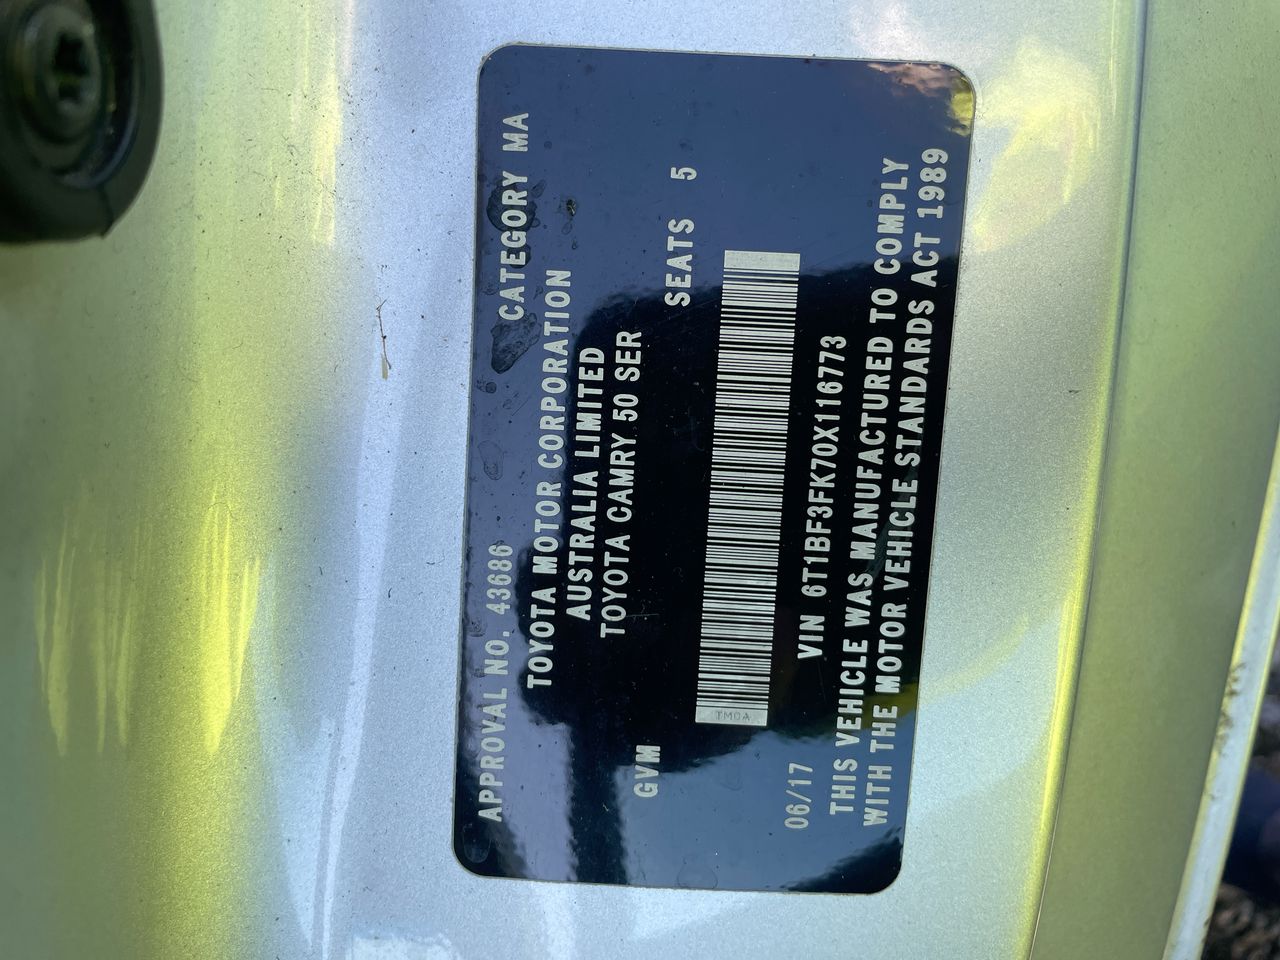 APPROVAL NO. 43686 CATEGORY MA
TOYOTA MOTOR CORPORATION
AUSTRALIA LIMITED
TOYOTA CAMRY 50 SER
GVM SEATS 5
TMCA
06/17 VIN 6T1BF3FK70X116773
THIS VEHICLE WAS MANUFACTURED TO COMPLY
WITH THE MOTOR VEHICLE STANDARDS ACT 1989